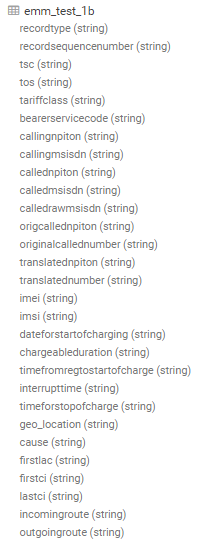 emm_test_1b
recordtype (string)
recordsequencenumber (string)
tsc (string)
tos (string)
tariffclass (string)
bearerservicecode (string)
callingnpiton (string)
callingmsisdn (string)
callednpiton (string)
calledmsisdn (string)
calledrawmsisdn (string)
origcallednpiton (string)
originalcallednumber (string)
translatednpiton (string)
translatednumber (string)
imei (string)
imsi (string)
dateforstartofcharging (string)
chargeableduration (string)
timefromregtostartofcharge (string)
interrupttime (string)
timeforstopofcharge (string)
geo_location (string)
cause (string)
firstlac (string)
firstci (string)
lastci (string)
incomingroute (string)
outgoingroute (string)